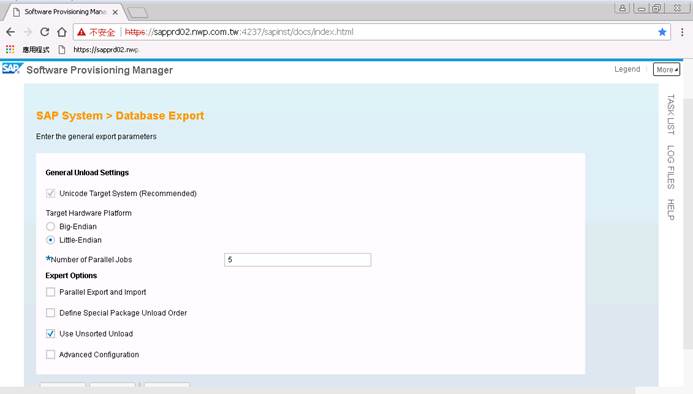 Software Provisioning Mana
不安全 | https://sapprd02.nwp.com.tw:4237/sapinst/docs/index.html
應用程式 https://sapprd02.nwp.
SAP Software Provisioning Manager
Legend
More
TASK LIST
LOG FILES
HELP
SAP System > Database Export
Enter the general export parameters
General Unload Settings
Unicode Target System (Recommended)
Target Hardware Platform
Big-Endian
Little-Endian
*Number of Parallel Jobs 5
Expert Options
Parallel Export and Import
Define Special Package Unload Order
Use Unsorted Unload
Advanced Configuration